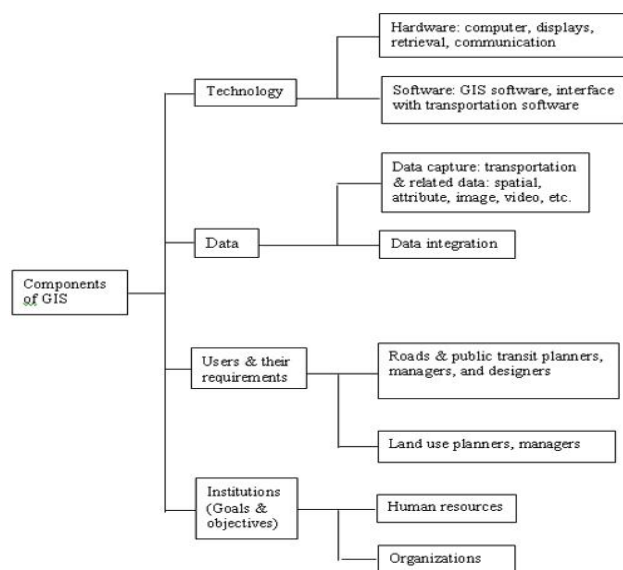 Hardware: computer, displays,
retrieval, communication
Technology
Software: GIS software, interface
with transportation software
Data capture: transportation
& related data: spatial,
attribute, image, video, etc.
Data
Data integration
Components
of GIS
Users & their
requirements
Roads & public transit planners,
managers, and designers
Land use planners, managers
Institutions
(Goals &
objectives)
Human resources
Organizations